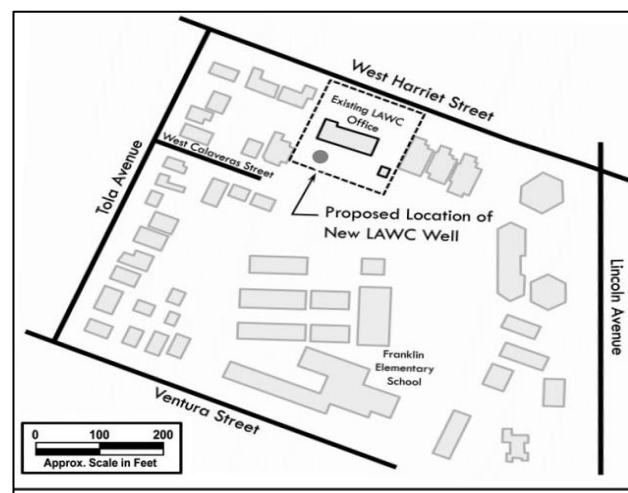 West Harriet Street
Existing LAWC
Office
West Calaveras Street
Tola Avenue
Proposed Location of
New LAWC Well
Lincoln Avenue
Franklin
Elementary
School
Ventura Street
0 100 200
Approx. Scale in Feet